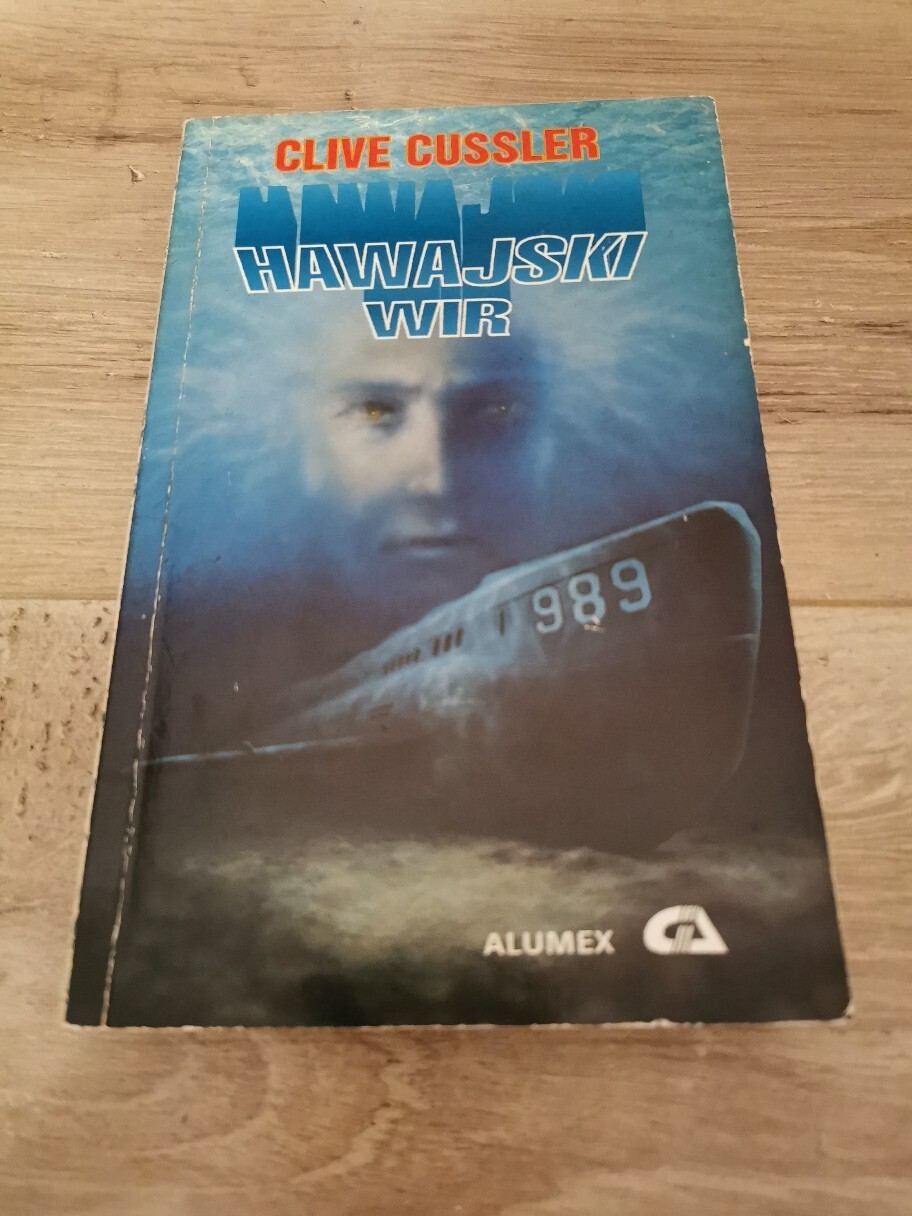 CLIVE CUSSLER
HAWAJSKI
WIR
989
ALUMEX